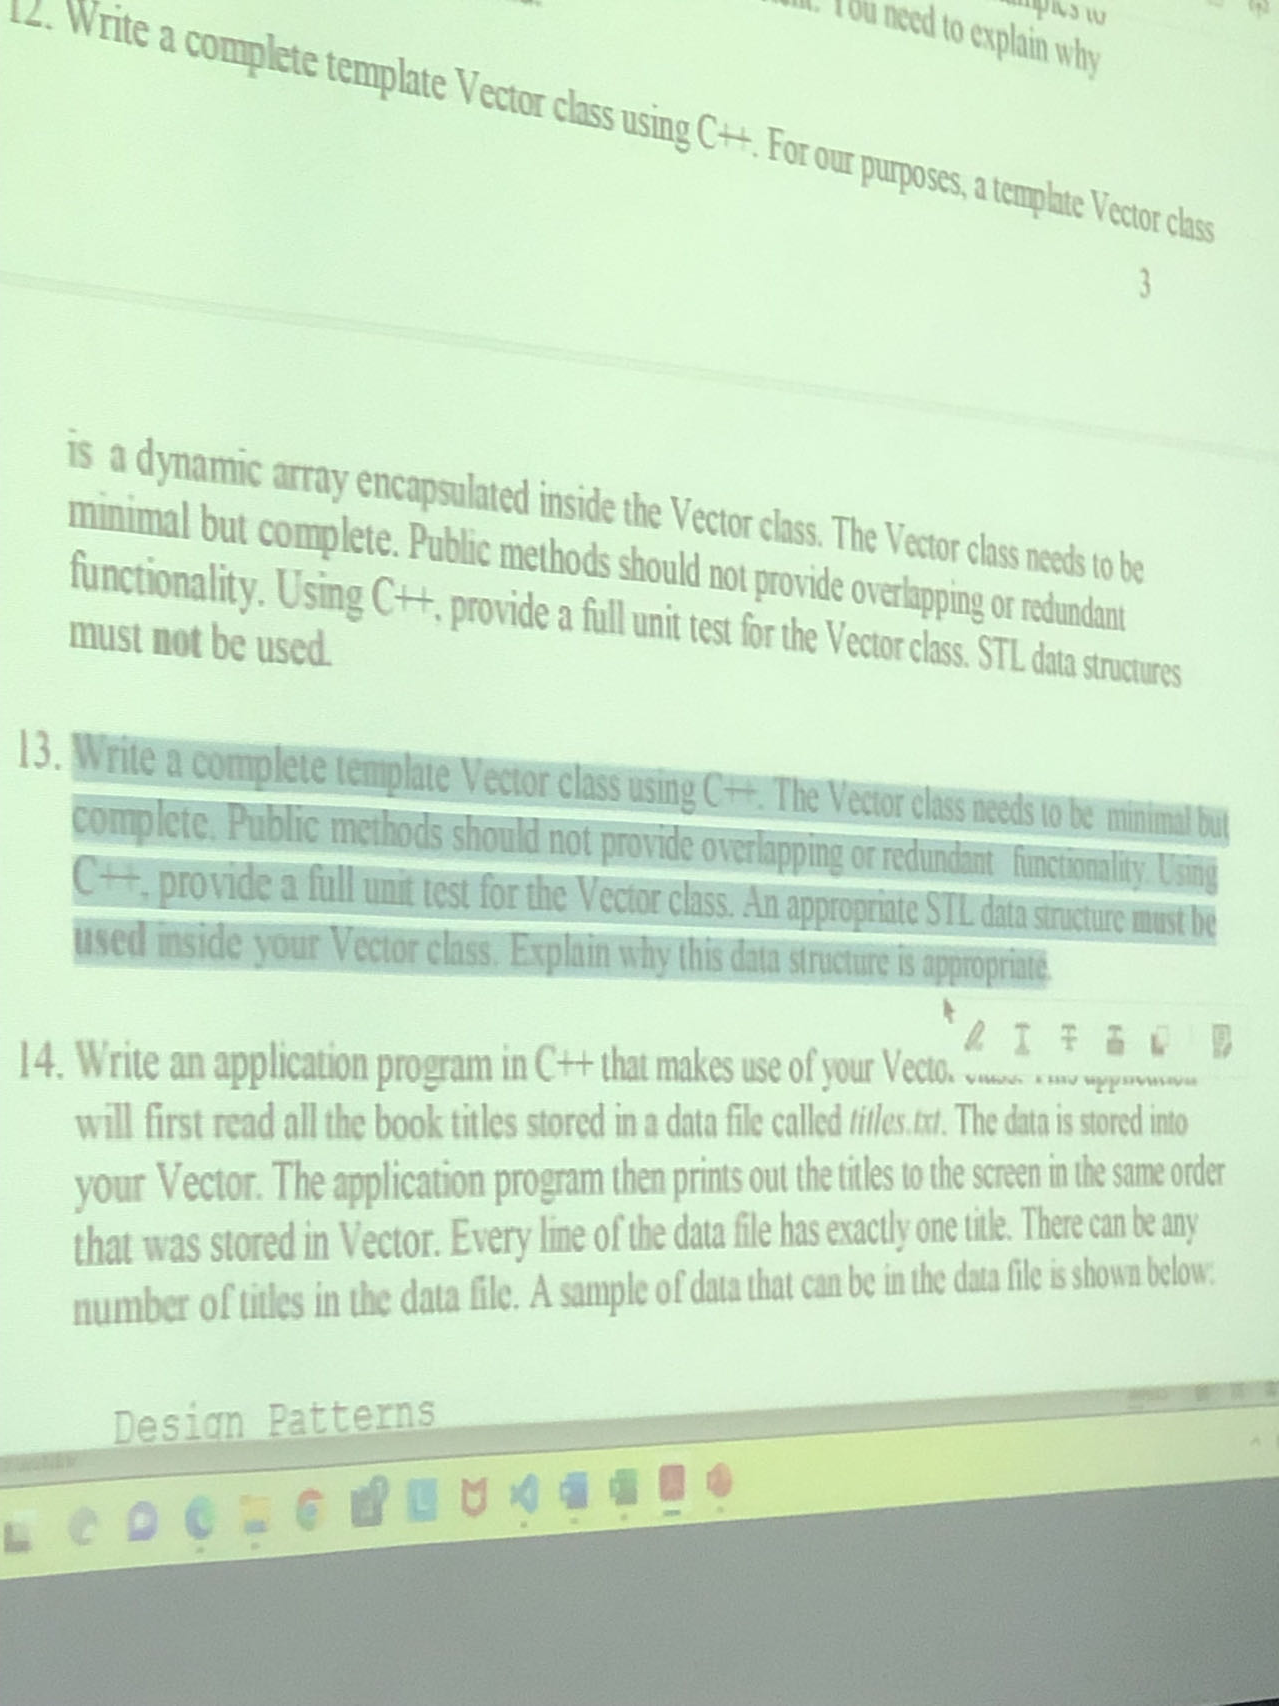 You need to explain why
12. Write a complete template Vector class using C++. For our purposes, a template Vector class
3
is a dynamic array encapsulated inside the Vector class. The Vector class needs to be
minimal but complete. Public methods should not provide overlapping or redundant
functionality. Using C++, provide a full unit test for the Vector class. STL data structures
must not be used.
13. Write a complete template Vector class using C++. The Vector class needs to be minimal but
complete. Public methods should not provide overlapping or redundant functionality. Using
C++, provide a full unit test for the Vector class. An appropriate STL data structure must be
used inside your Vector class. Explain why this data structure is appropriate.
14. Write an application program in C++ that makes use of your
will first read all the book titles stored in a data file called titles.txt. The data is stored into
your Vector. The application program then prints out the titles to the screen in the same order
that was stored in Vector. Every line of the data file has exactly one title. There can be any
number of titles in the data file. A sample of data that can be in the data file is shown below:
Design Patterns